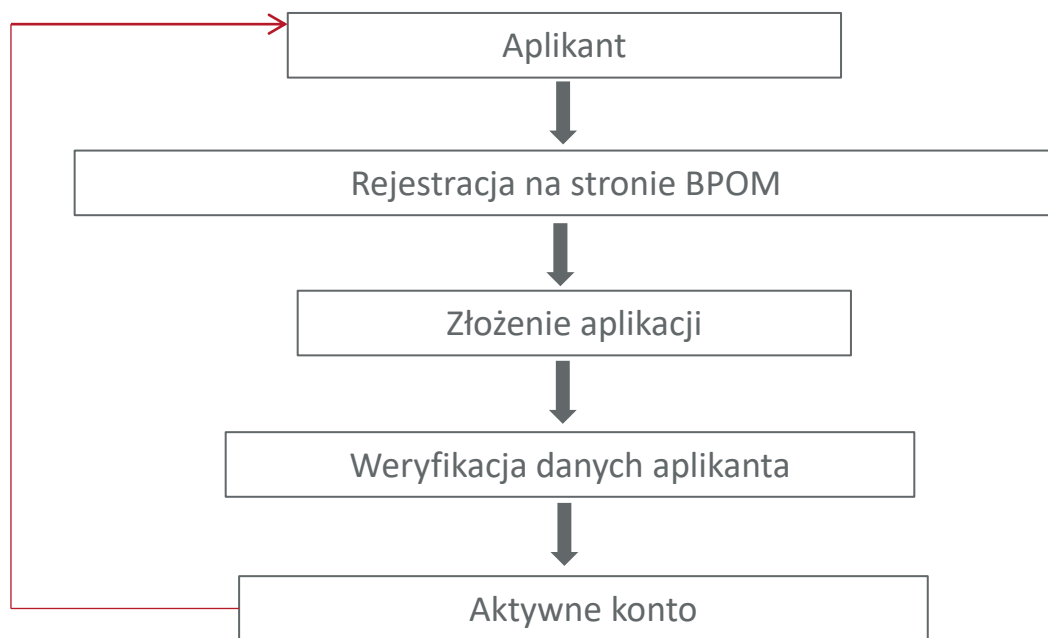 Aplikant
Rejestracja na stronie BPOM
Złożenie aplikacji
Weryfikacja danych aplikanta
Aktywne konto